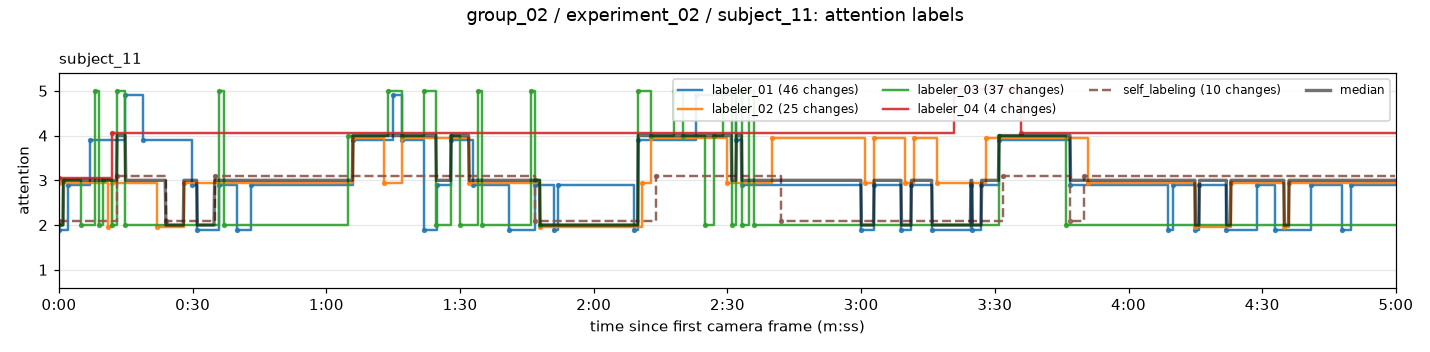 group_02 / experiment_02 / subject_11: attention labels
subject_11
labeler_01 (46 changes)
labeler_02 (25 changes)
labeler_03 (37 changes)
labeler_04 (4 changes)
self_labeling (10 changes)
median
attention
5
4
3
2
1
0:00 0:30 1:00 1:30 2:00 2:30 3:00 3:30 4:00 4:30 5:00
time since first camera frame (m:ss)